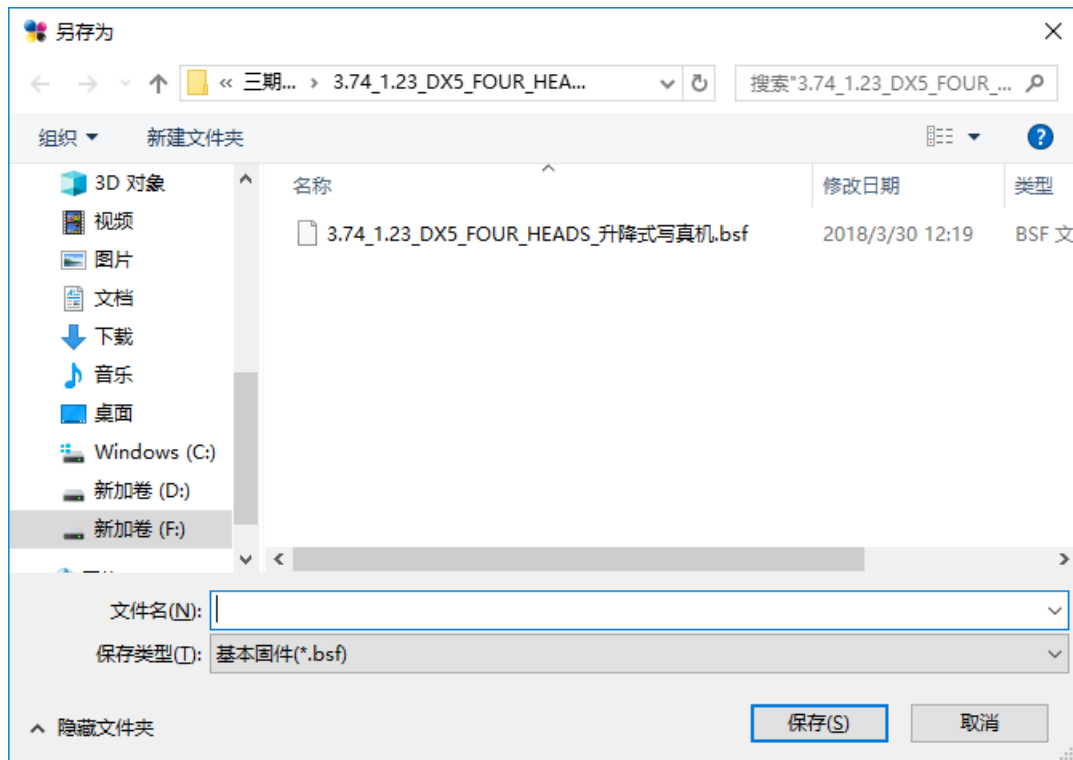 另存为
« 三期... › 3.74_1.23_DX5_FOUR_HEA...
搜索"3.74_1.23_DX5_FOUR_...
组织
新建文件夹
?
3D 对象
视频
图片
文档
下载
音乐
桌面
Windows (C:)
新加卷 (D:)
新加卷 (F:)
名称 修改日期 类型
3.74_1.23_DX5_FOUR_HEADS_升降式写真机.bsf 2018/3/30 12:19 BSF 文
文件名(N):
保存类型(T): 基本固件(*.bsf)
隐藏文件夹
保存(S)
取消